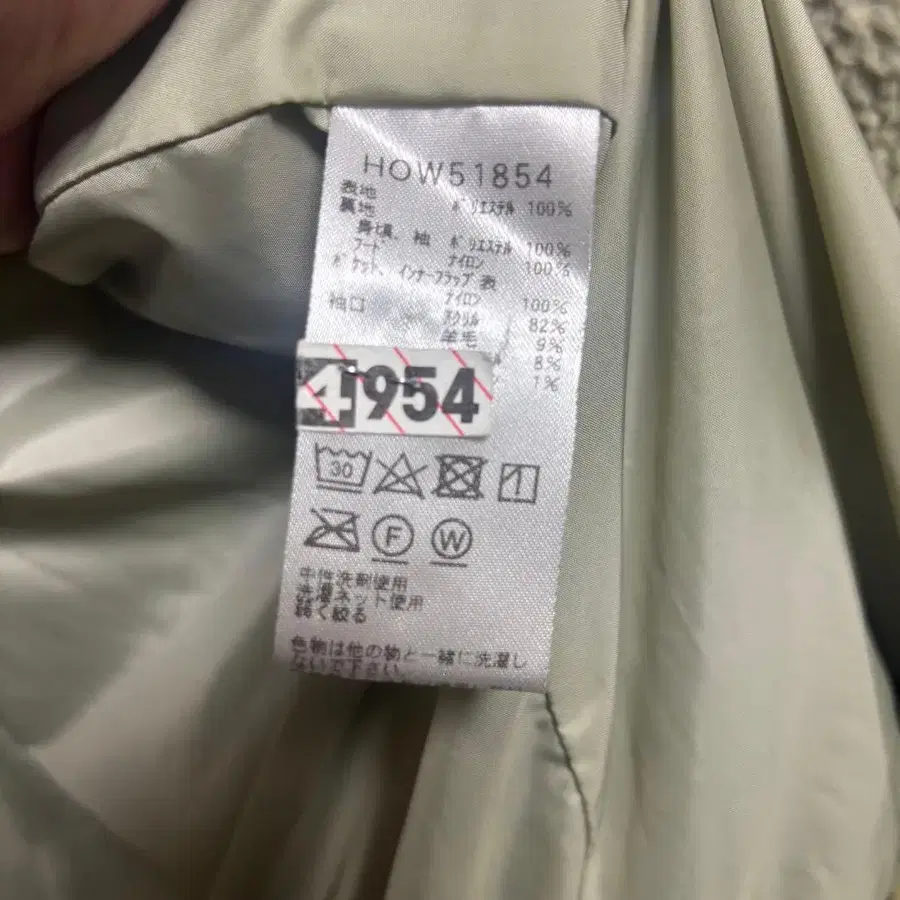 HOW51854
表地 ポリエステル 100%
裏地
身頃、袖 ポリエステル 100%
フード ナイロン 100%
ポケット、インナーフラップ表
ナイロン 100%
袖口 アクリル 82%
羊毛 9%
8%
1%
4954
30
F W
中性洗剤使用
洗濯ネット使用
弱く絞る
色物は他の物と一緒に洗濯し
ないで下さい